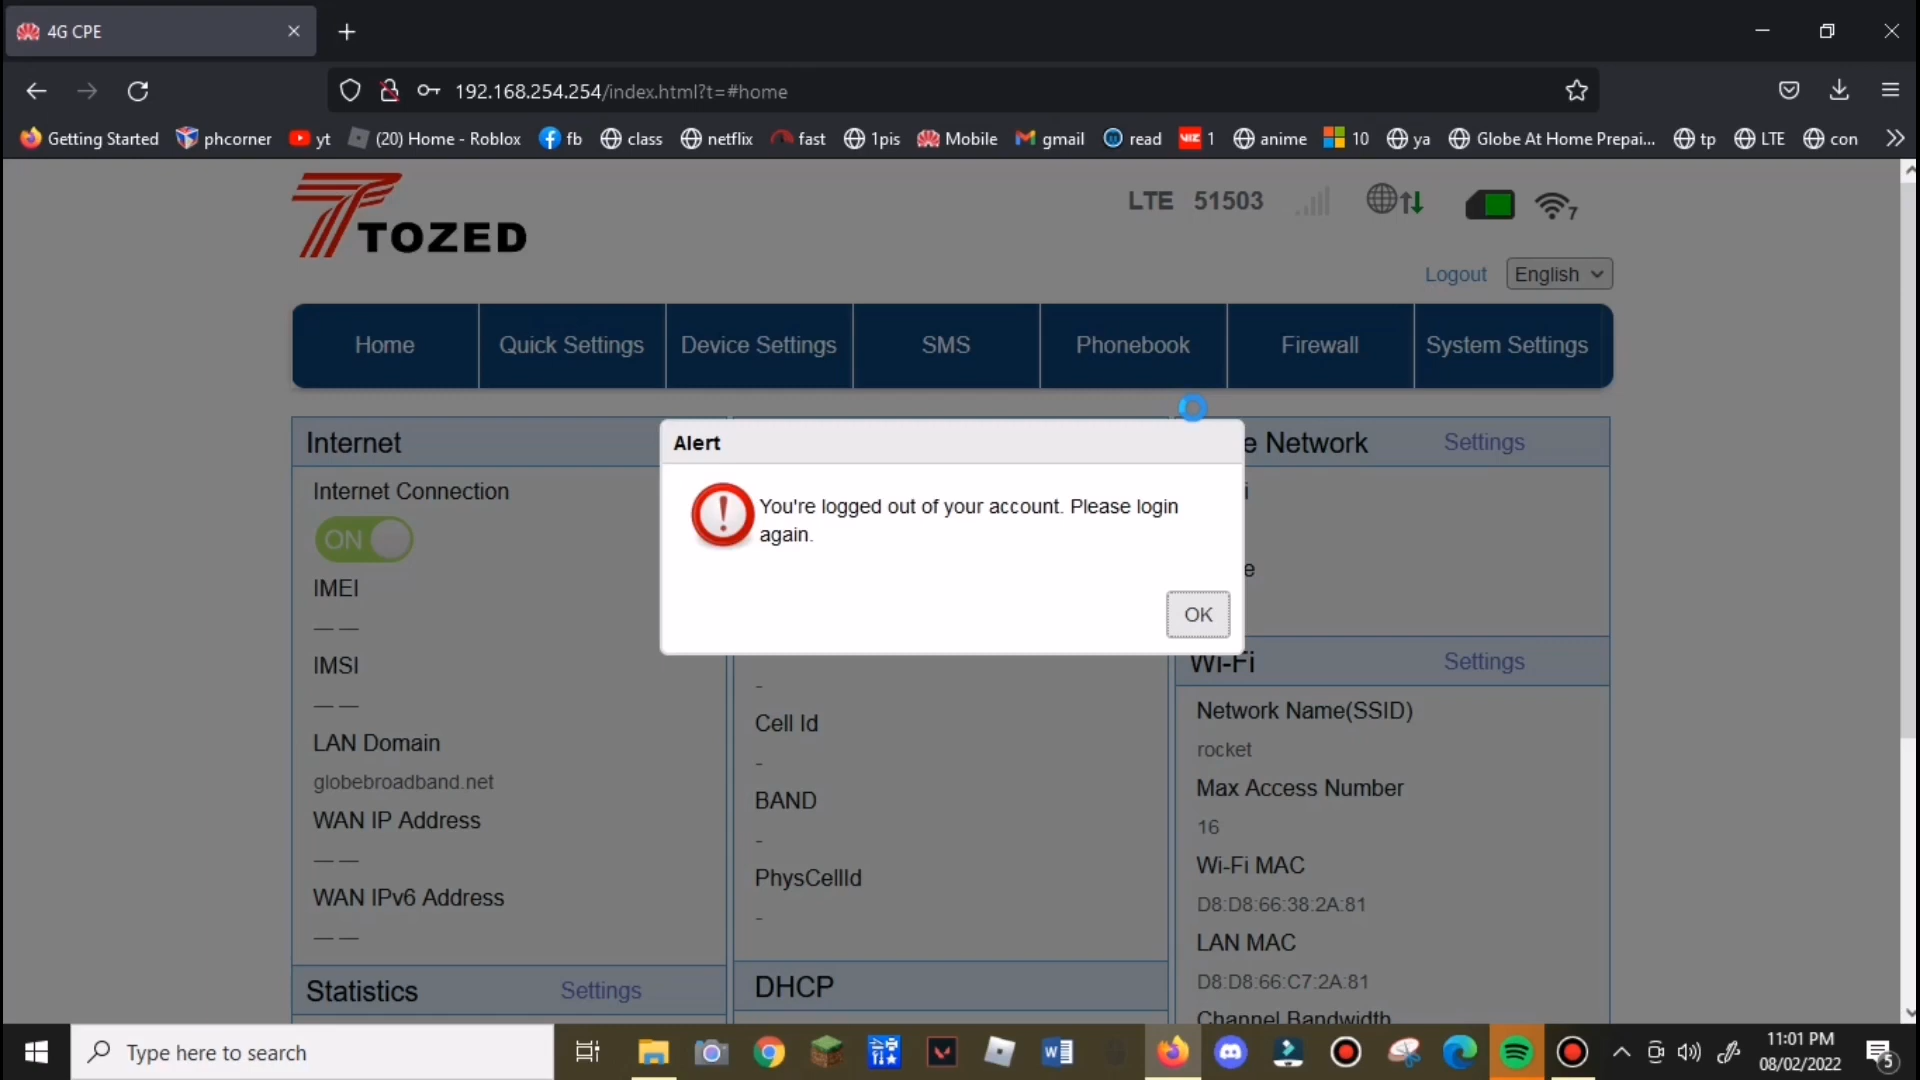 4G CPE
192.168.254.254/index.html?t=#home
Getting Started phcorner yt (20) Home - Roblox fb class netflix fast 1pis Mobile gmail read VIZ 1 anime 10 ya Globe At Home Prepai... tp LTE con
TOZED
LTE 51503 7
Logout English
Home Quick Settings Device Settings SMS Phonebook Firewall System Settings
Internet
Internet Connection
ON
IMEI
— —
IMSI
— —
LAN Domain
globebroadband.net
WAN IP Address
— —
WAN IPv6 Address
— —
Statistics Settings
Alert
You're logged out of your account. Please login
again.
OK
-
Cell Id
-
BAND
-
PhysCellId
-
DHCP
e Network Settings
i
e
Wi-Fi Settings
Network Name(SSID)
rocket
Max Access Number
16
Wi-Fi MAC
D8:D8:66:38:2A:81
LAN MAC
D8:D8:66:C7:2A:81
Channel Bandwidth
Type here to search
11:01 PM
08/02/2022
5